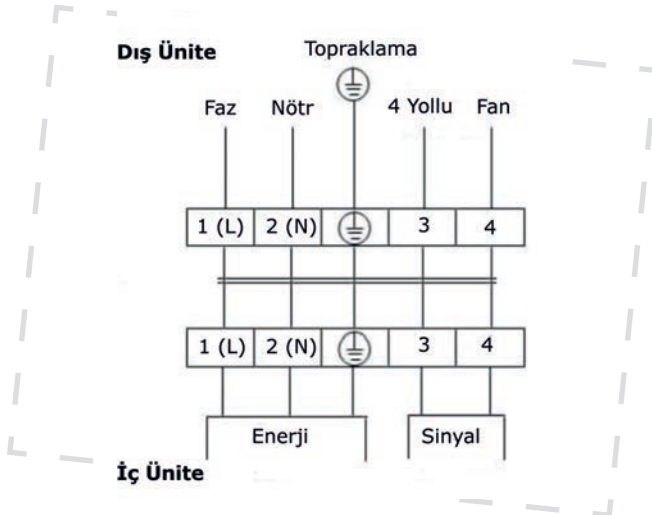 Dış Ünite
Topraklama
Faz Nötr 4 Yollu Fan
1 (L) 2 (N) 3 4
1 (L) 2 (N) 3 4
Enerji Sinyal
İç Ünite